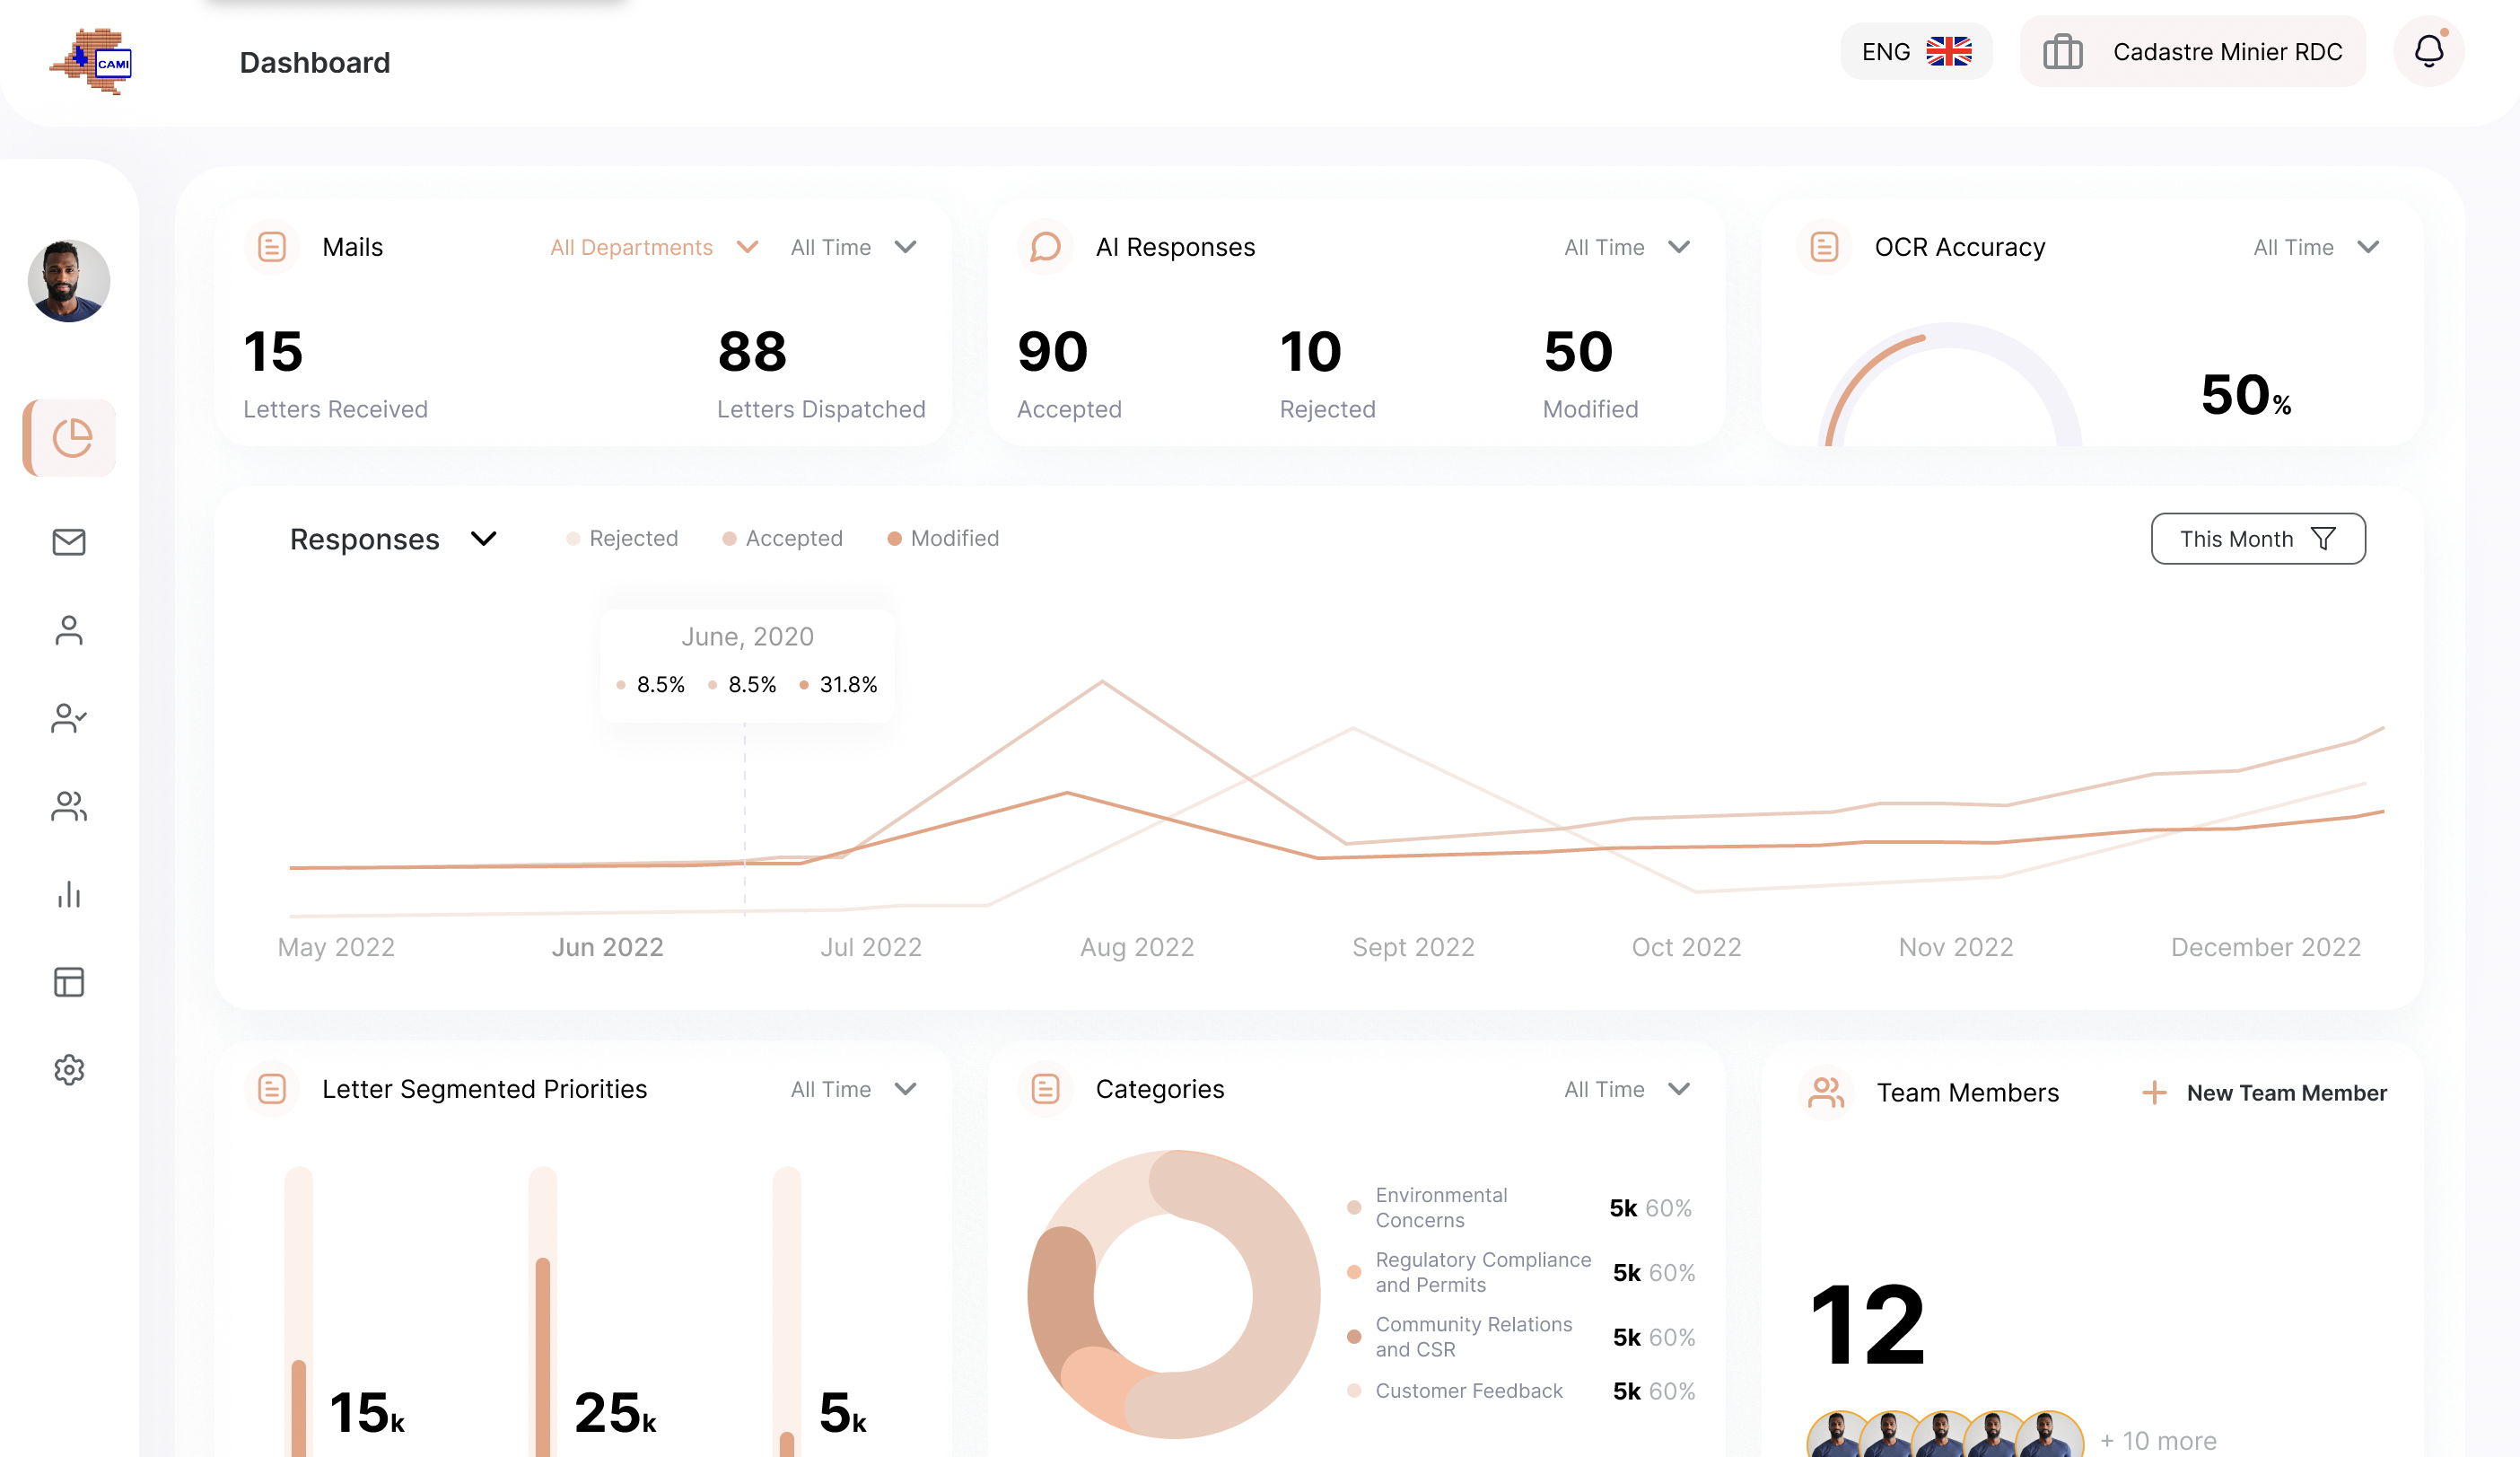 CAMI
Dashboard
ENG
Cadastre Minier RDC
Mails
All Departments
All Time
15
Letters Received
88
Letters Dispatched
AI Responses
All Time
90
Accepted
10
Rejected
50
Modified
OCR Accuracy
All Time
50%
Responses
Rejected
Accepted
Modified
This Month
June, 2020
8.5% 8.5% 31.8%
May 2022
Jun 2022
Jul 2022
Aug 2022
Sept 2022
Oct 2022
Nov 2022
December 2022
Letter Segmented Priorities
All Time
15k
25k
5k
Categories
All Time
Environmental
Concerns
5k 60%
Regulatory Compliance
and Permits
5k 60%
Community Relations
and CSR
5k 60%
Customer Feedback
5k 60%
Team Members
New Team Member
12
+ 10 more